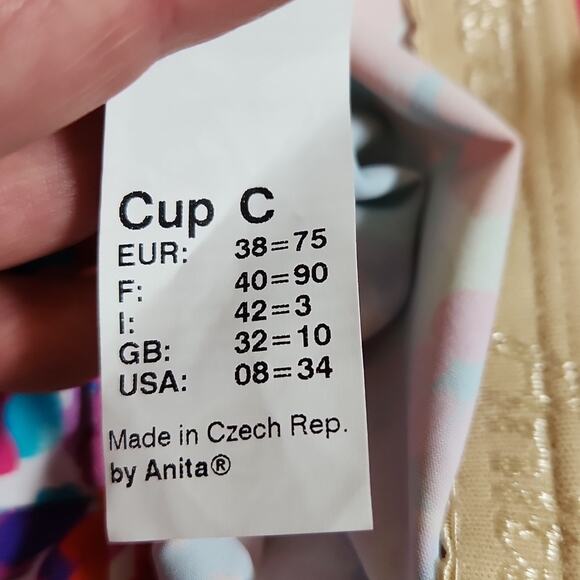 Cup C
EUR: 38=75
F: 40=90
I: 42=3
GB: 32=10
USA: 08=34
Made in Czech Rep.
by Anita®